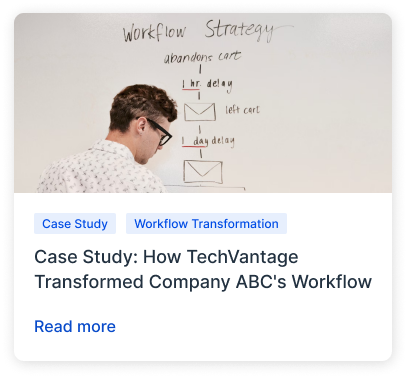 Workflow Strategy
abandons cart
1 hr. delay
left cart
1 day delay
Case Study
Workflow Transformation
Case Study: How TechVantage
Transformed Company ABC's Workflow
Read more